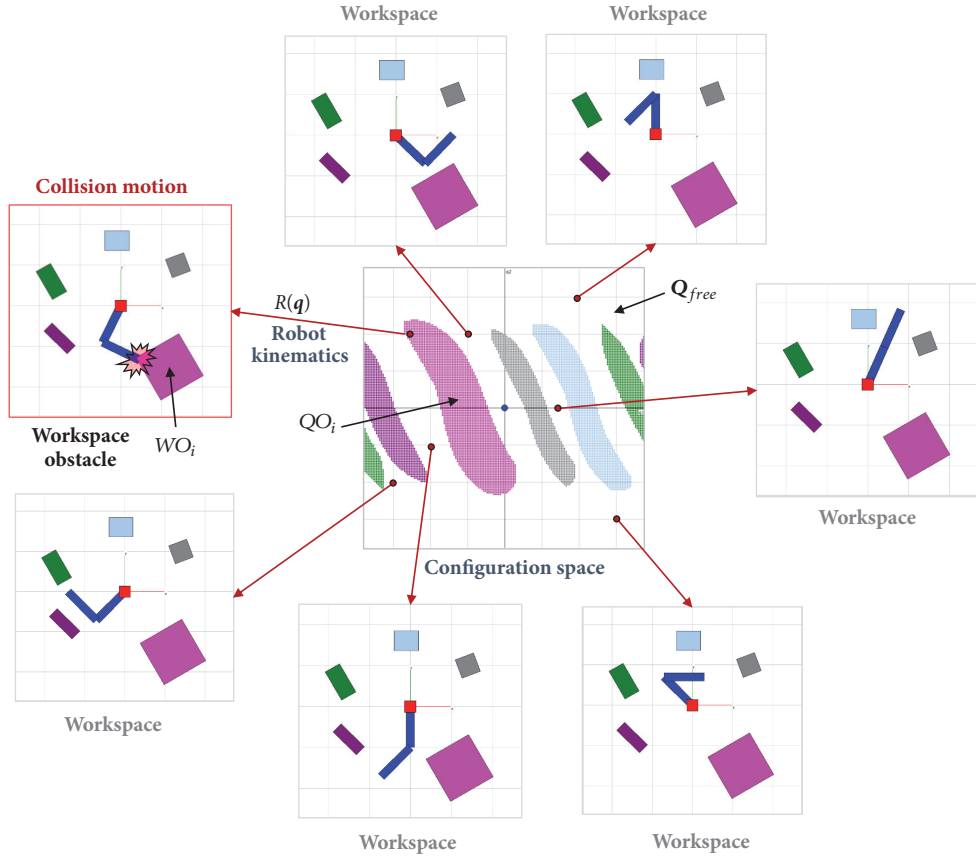 Workspace
Workspace
Collision motion
R(q)
Robot
kinematics
Q_free
QO_i
Workspace
obstacle
WO_i
Workspace
Configuration space
Workspace
Workspace
Workspace